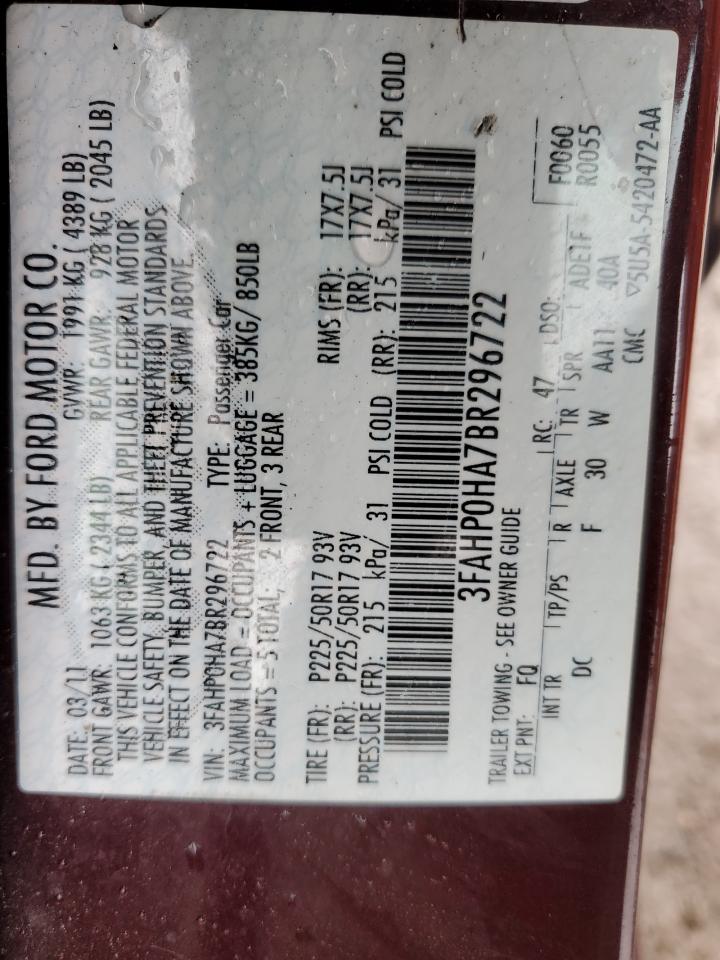 MFD. BY FORD MOTOR CO.
DATE: 03/11 GVWR: 1991 KG ( 4389 LB)
FRONT GAWR: 1063 KG ( 2344 LB) REAR GAWR: 928 KG ( 2045 LB)
THIS VEHICLE CONFORMS TO ALL APPLICABLE FEDERAL MOTOR
VEHICLE SAFETY, BUMPER, AND THEFT PREVENTION STANDARDS
IN EFFECT ON THE DATE OF MANUFACTURE SHOWN ABOVE.
VIN: 3FAHP0HA7BR296722 TYPE: Passenger Car
MAXIMUM LOAD = OCCUPANTS + LUGGAGE = 385KG/ 850LB
OCCUPANTS = 5 TOTAL; 2 FRONT, 3 REAR
TIRE (FR): P225/50R17 93V RIMS (FR): 17X7.5J
(RR): P225/50R17 93V (RR): 17X7.5J
PRESSURE (FR): 215 kPa/ 31 PSI COLD (RR): 215 kPa/ 31 PSI COLD
3FAHP0HA7BR296722
TRAILER TOWING - SEE OWNER GUIDE
F0060
EXT PNT: FQ RC: 47 DSO: R0055
INT TR TP/PS R AXLE TR SPR ADE1F
DC F 30 W AA11 40A
CMC ▽5U5A-5420472-AA